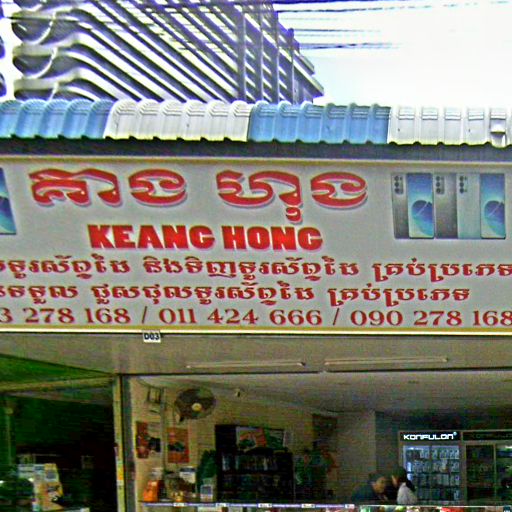 គាង ហុង
KEANG HONG
ទូរស័ព្ទដៃ និងទិញទូរស័ព្ទដៃ គ្រប់ប្រភេទ
ទទួល ជួសជុលទូរស័ព្ទដៃ គ្រប់ប្រភេទ
3 278 168 / 011 424 666 / 090 278 168
D03
KONFULON